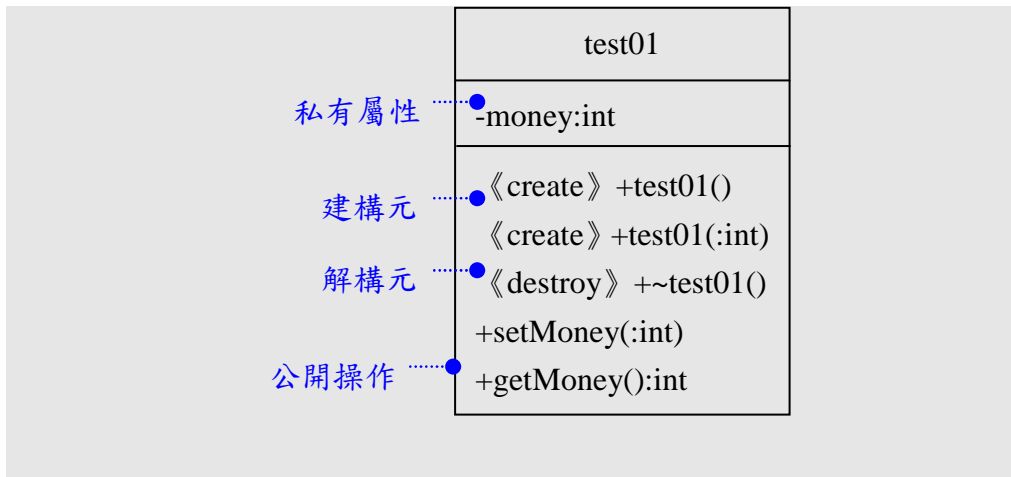 test01
私有屬性
-money:int
建構元
《create》+test01()
《create》+test01(:int)
解構元
《destroy》+~test01()
+setMoney(:int)
公開操作
+getMoney():int